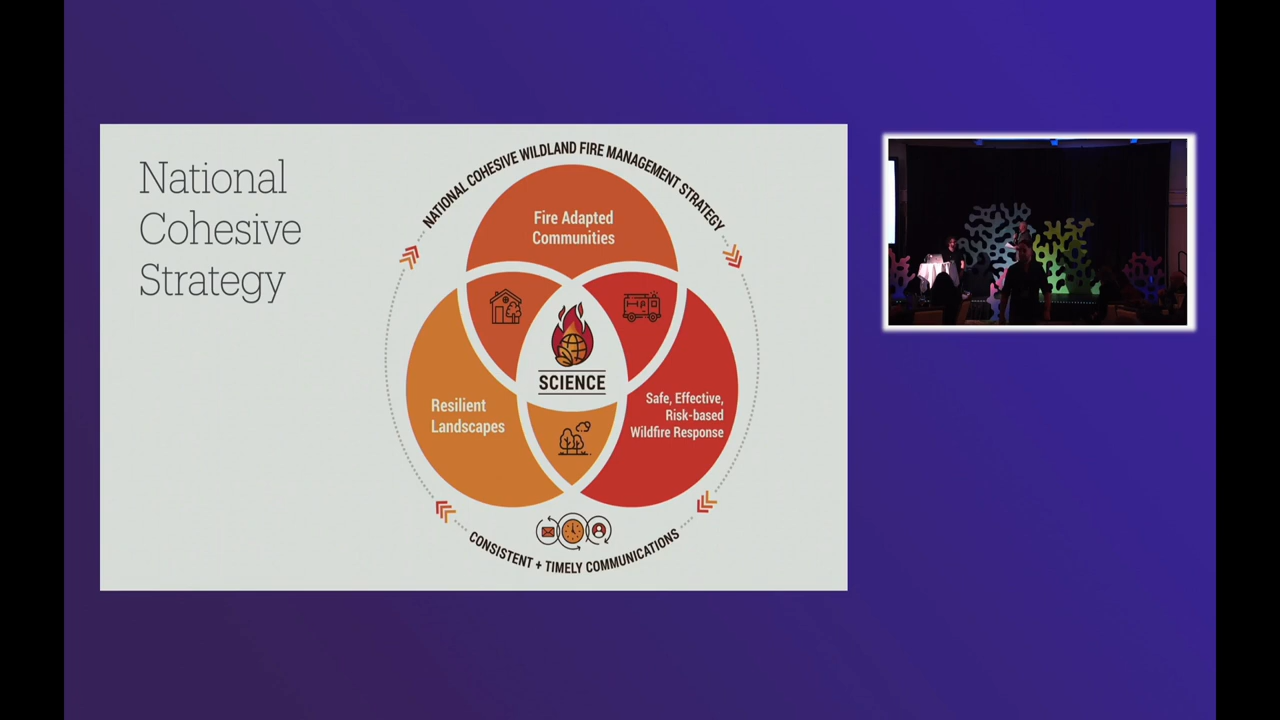 National
Cohesive
Strategy
NATIONAL COHESIVE WILDLAND FIRE MANAGEMENT STRATEGY
Fire Adapted
Communities
SCIENCE
Resilient
Landscapes
Safe, Effective,
Risk-based
Wildfire Response
CONSISTENT + TIMELY COMMUNICATIONS